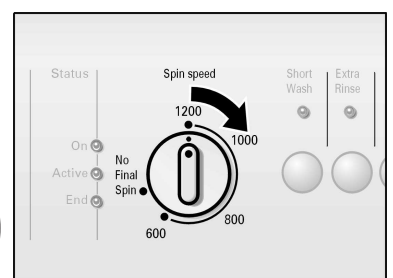 Status
Spin speed
Short
Wash
Extra
Rinse
1200
1000
On
No
Final
Spin
Active
End
800
600